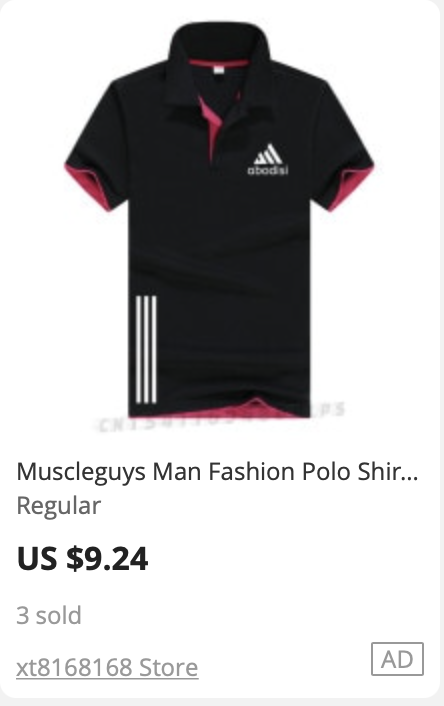 abadisi
Muscleguys Man Fashion Polo Shir...
Regular
US $9.24
3 sold
xt8168168 Store
AD